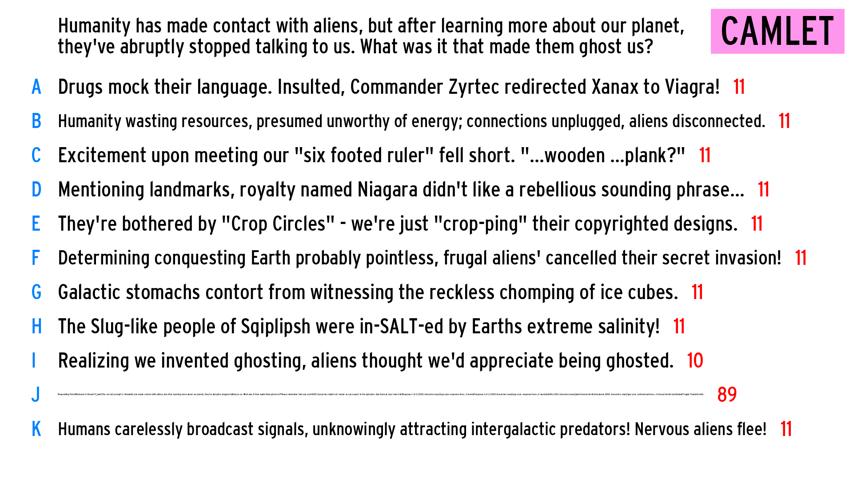 Humanity has made contact with aliens, but after learning more about our planet,
they've abruptly stopped talking to us. What was it that made them ghost us?
CAMLET
A Drugs mock their language. Insulted, Commander Zyrtec redirected Xanax to Viagra! 11
B Humanity wasting resources, presumed unworthy of energy; connections unplugged, aliens disconnected. 11
C Excitement upon meeting our "six footed ruler" fell short. "...wooden ...plank?" 11
D Mentioning landmarks, royalty named Niagara didn't like a rebellious sounding phrase... 11
E They're bothered by "Crop Circles" - we're just "crop-ping" their copyrighted designs. 11
F Determining conquesting Earth probably pointless, frugal aliens' cancelled their secret invasion! 11
G Galactic stomachs contort from witnessing the reckless chomping of ice cubes. 11
H The Slug-like people of Sqiplipsh were in-SALT-ed by Earths extreme salinity! 11
I Realizing we invented ghosting, aliens thought we'd appreciate being ghosted. 10
J 89
K Humans carelessly broadcast signals, unknowingly attracting intergalactic predators! Nervous aliens flee! 11